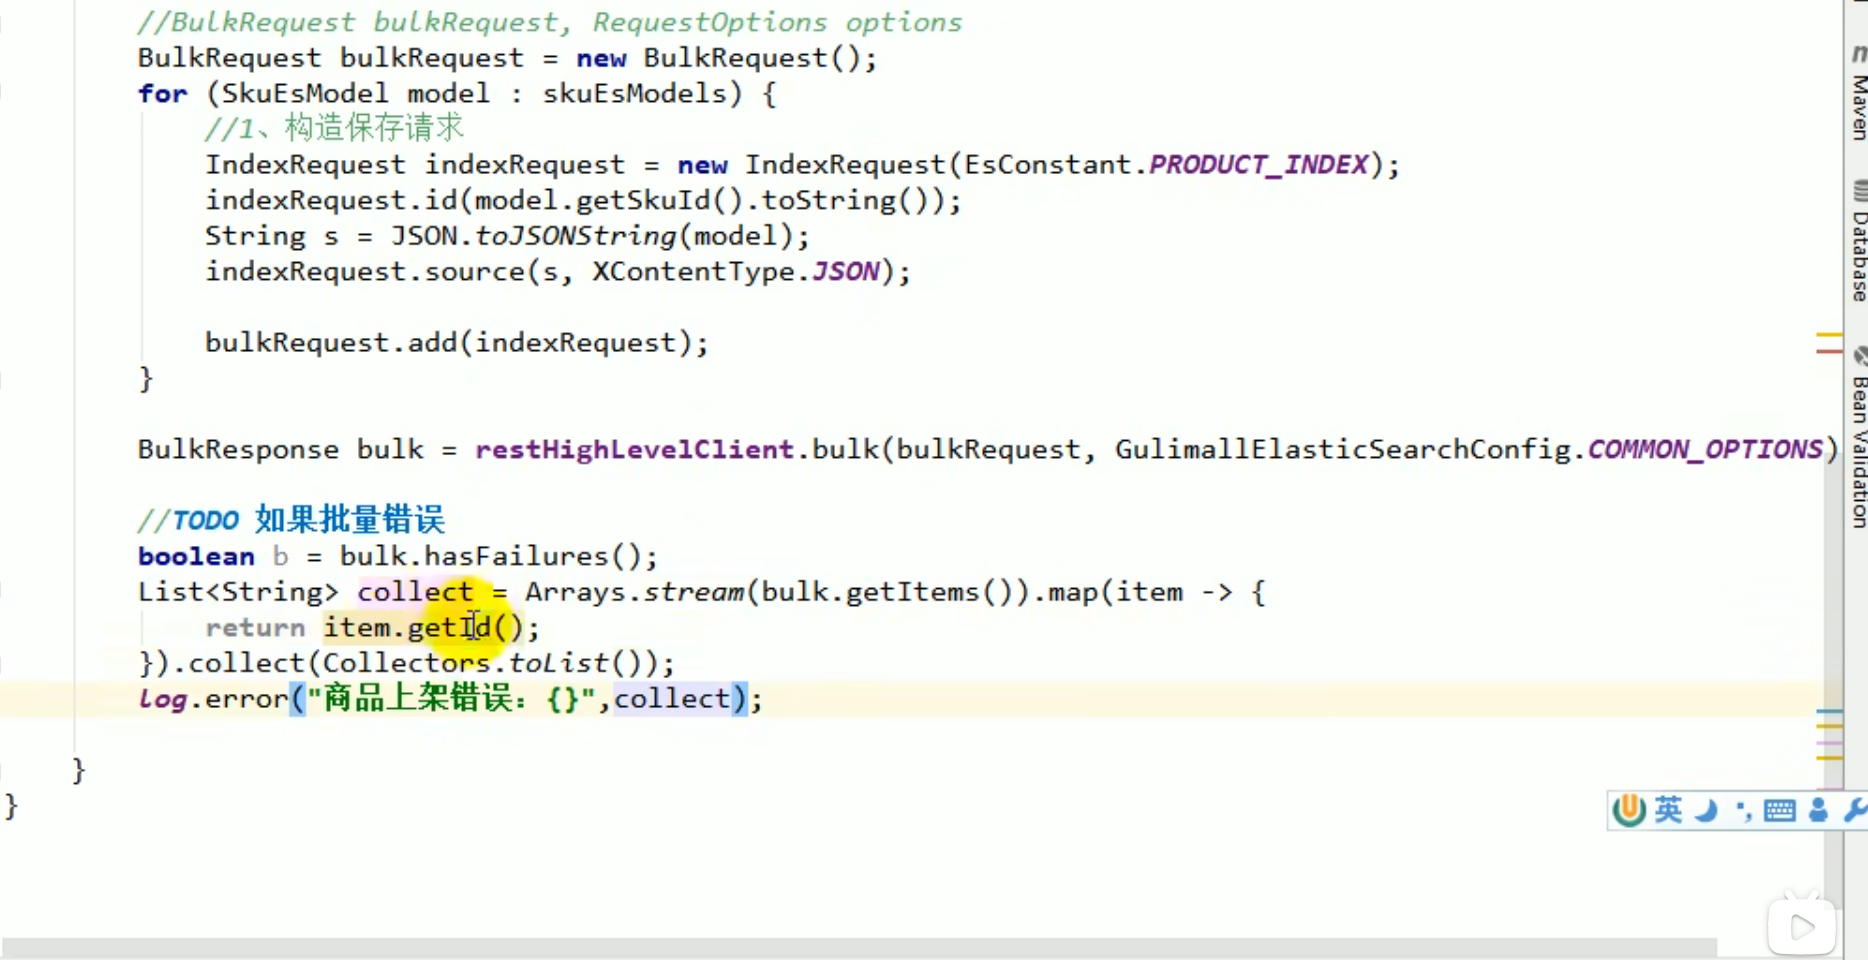 //BulkRequest bulkRequest, RequestOptions options
BulkRequest bulkRequest = new BulkRequest();
for (SkuEsModel model : skuEsModels) {
//1、构造保存请求
IndexRequest indexRequest = new IndexRequest(EsConstant.PRODUCT_INDEX);
indexRequest.id(model.getSkuId().toString());
String s = JSON.toJSONString(model);
indexRequest.source(s, XContentType.JSON);
bulkRequest.add(indexRequest);
}
BulkResponse bulk = restHighLevelClient.bulk(bulkRequest, GulimallElasticSearchConfig.COMMON_OPTIONS)
//TODO 如果批量错误
boolean b = bulk.hasFailures();
List<String> collect = Arrays.stream(bulk.getItems()).map(item -> {
return item.getId();
}).collect(Collectors.toList());
log.error("商品上架错误：{}",collect);
}
}
Maven
Database
Bean Validation
英